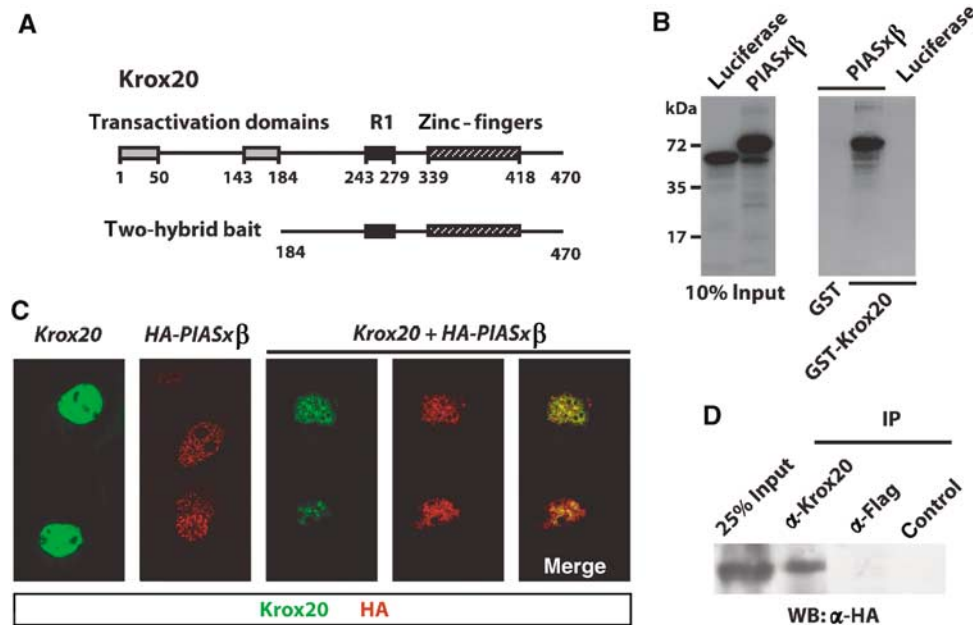 A
Krox20
Transactivation domains R1 Zinc-fingers
1 50 143 184 243 279 339 418 470
Two-hybrid bait
184 470
B
Luciferase
PIASxβ
PIASxβ
Luciferase
kDa
72
35
17
10% Input
GST
GST-Krox20
C
Krox20
HA-PIASxβ
Krox20 + HA-PIASxβ
Merge
Krox20 HA
D
IP
25% Input
α-Krox20
α-Flag
Control
WB: α-HA